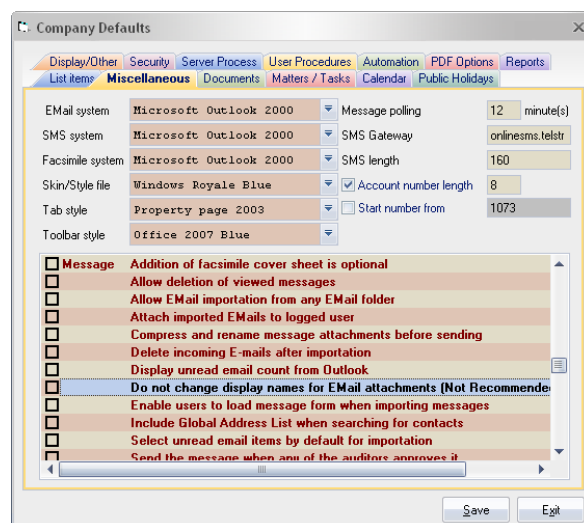 Company Defaults
Display/Other Security Server Process User Procedures Automation PDF Options Reports
List items Miscellaneous Documents Matters / Tasks Calendar Public Holidays
EMail system Microsoft Outlook 2000 Message polling 12 minute(s)
SMS system Microsoft Outlook 2000 SMS Gateway onlinesms.telstr
Facsimile system Microsoft Outlook 2000 SMS length 160
Skin/Style file Windows Royale Blue Account number length 8
Tab style Property page 2003 Start number from 1073
Toolbar style Office 2007 Blue
Message Addition of facsimile cover sheet is optional
Allow deletion of viewed messages
Allow EMail importation from any EMail folder
Attach imported EMails to logged user
Compress and rename message attachments before sending
Delete incoming E-mails after importation
Display unread email count from Outlook
Do not change display names for EMail attachments (Not Recommende
Enable users to load message form when importing messages
Include Global Address List when searching for contacts
Select unread email items by default for importation
Send the message when any of the auditors approves it
Save Exit